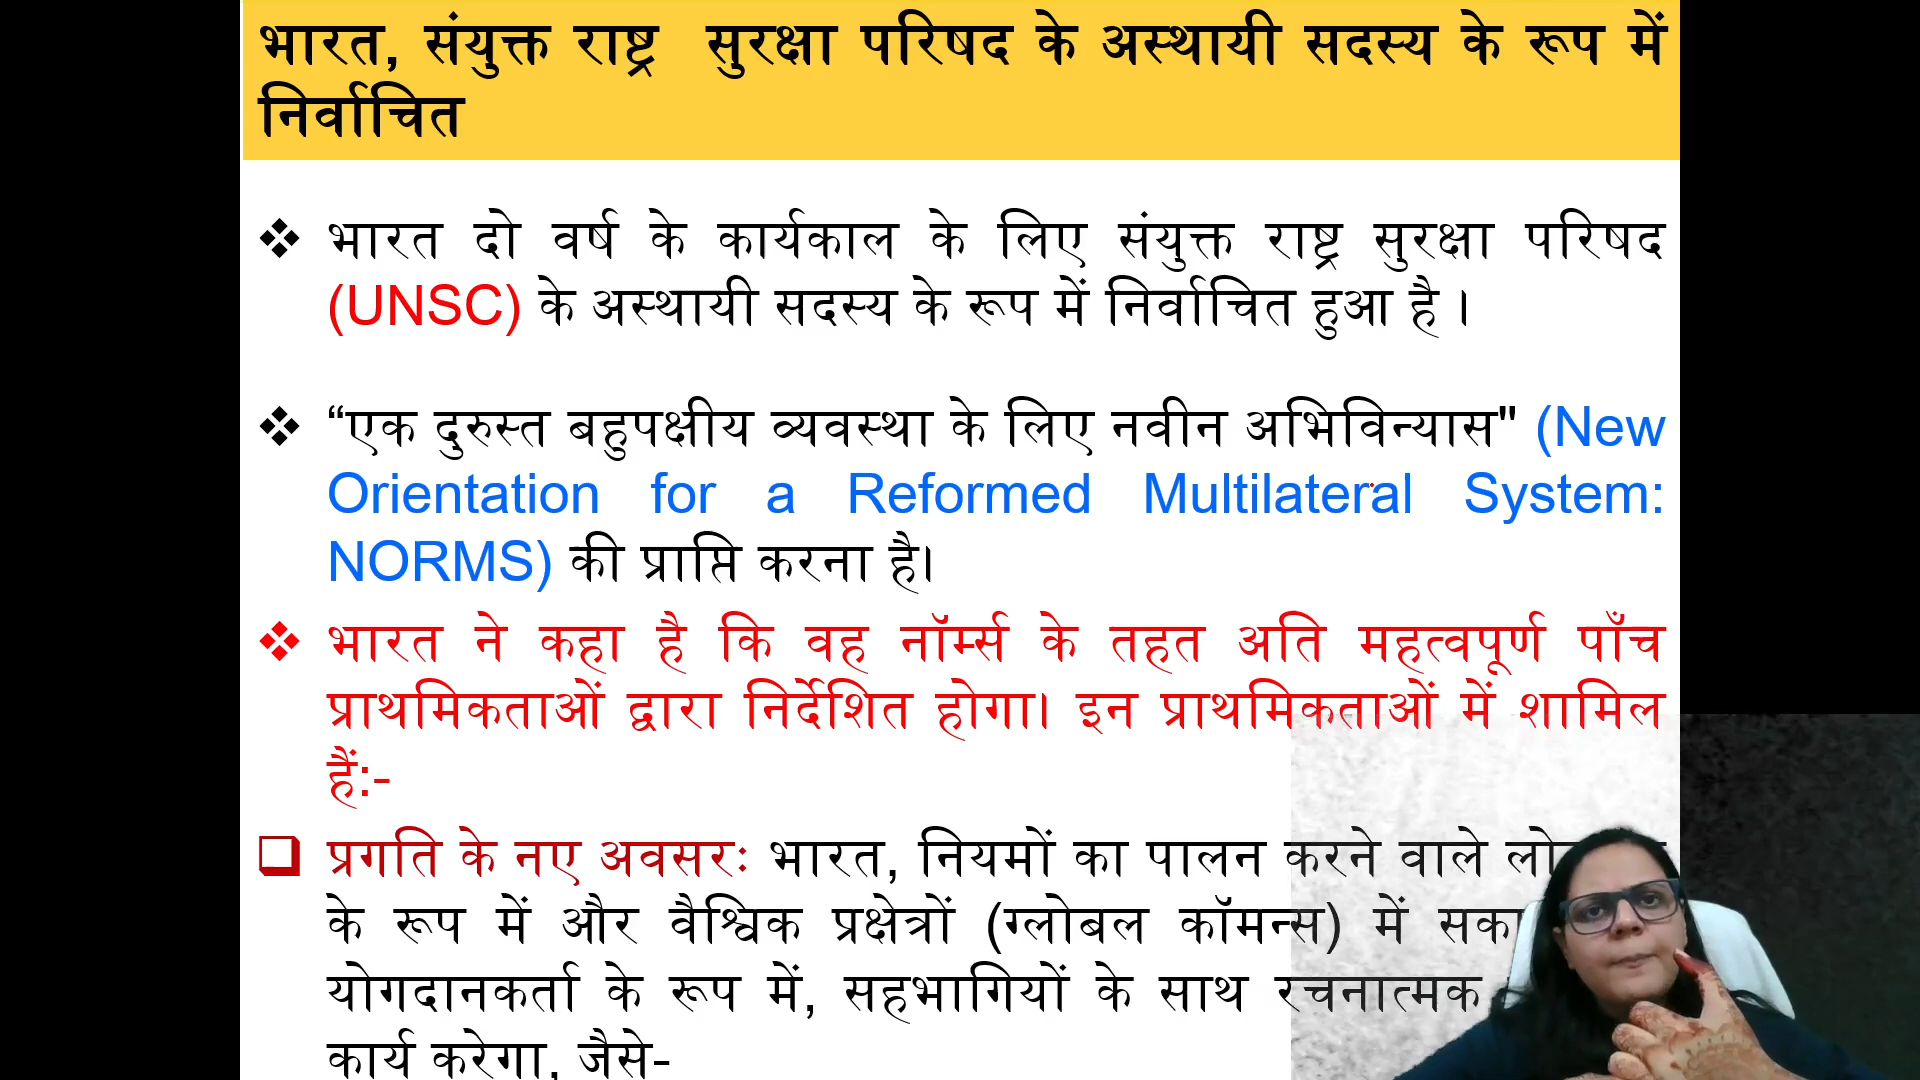 भारत, संयुक्त राष्ट्र सुरक्षा परिषद के अस्थायी सदस्य के रूप में
निर्वाचित
❖ भारत दो वर्ष के कार्यकाल के लिए संयुक्त राष्ट्र सुरक्षा परिषद
(UNSC) के अस्थायी सदस्य के रूप में निर्वाचित हुआ है ।
❖ “एक दुरुस्त बहुपक्षीय व्यवस्था के लिए नवीन अभिविन्यास" (New
Orientation for a Reformed Multilateral System:
NORMS) की प्राप्ति करना है।
❖ भारत ने कहा है कि वह नॉर्म्स के तहत अति महत्वपूर्ण पाँच
प्राथमिकताओं द्वारा निर्देशित होगा। इन प्राथमिकताओं में शामिल
हैं:-
❑ प्रगति के नए अवसरः भारत, नियमों का पालन करने वाले
के रूप में और वैश्विक प्रक्षेत्रों (ग्लोबल कॉमन्स) में
योगदानकर्ता के रूप में, सहभागियों के साथ रचनात्मक
कार्य करेगा, जैसे-